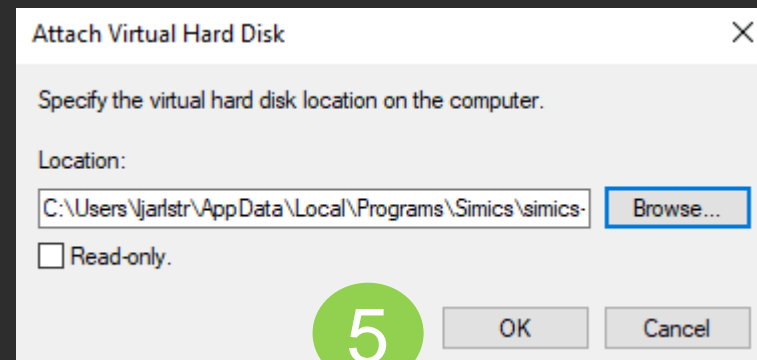 Attach Virtual Hard Disk
Specify the virtual hard disk location on the computer.
Location:
C:\Users\ljarlstr\AppData\Local\Programs\Simics\simics- Browse...
Read-only.
5 OK Cancel